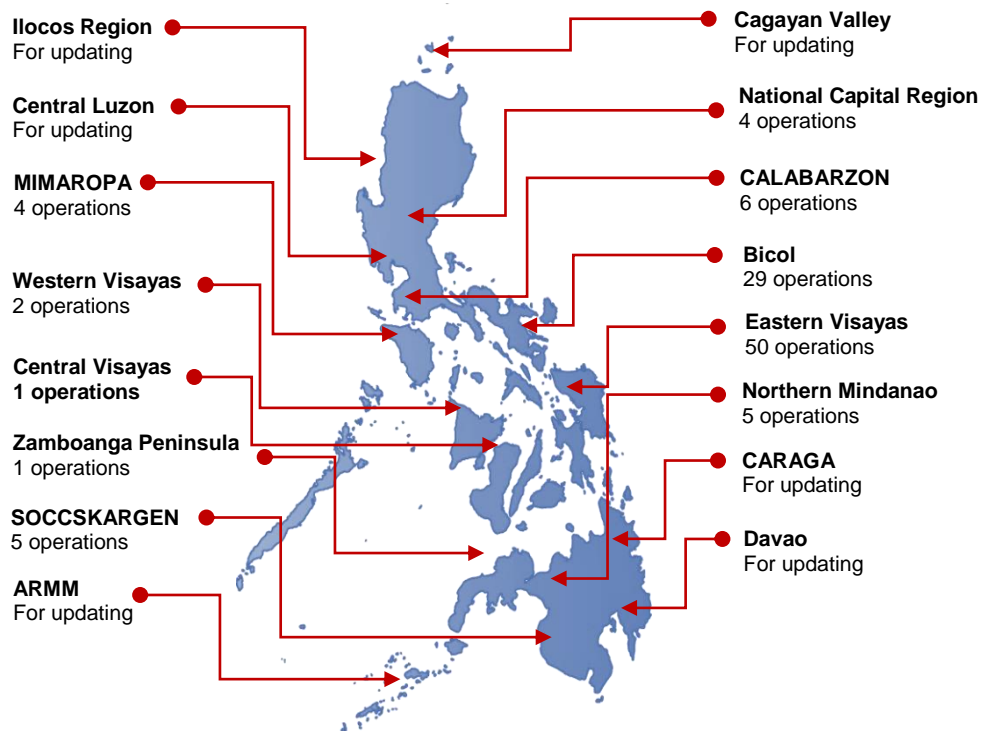 Ilocos Region
For updating
Central Luzon
For updating
MIMAROPA
4 operations
Western Visayas
2 operations
Central Visayas
1 operations
Zamboanga Peninsula
1 operations
SOCCSKARGEN
5 operations
ARMM
For updating
Cagayan Valley
For updating
National Capital Region
4 operations
CALABARZON
6 operations
Bicol
29 operations
Eastern Visayas
50 operations
Northern Mindanao
5 operations
CARAGA
For updating
Davao
For updating